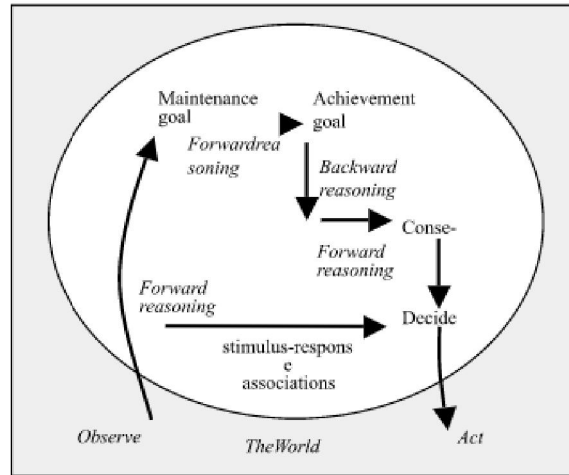 Maintenance
goal
Achievement
goal
Forwardrea
soning
Backward
reasoning
Conse-
Forward
reasoning
Forward
reasoning
Decide
stimulus-respons
e
associations
Observe
TheWorld
Act